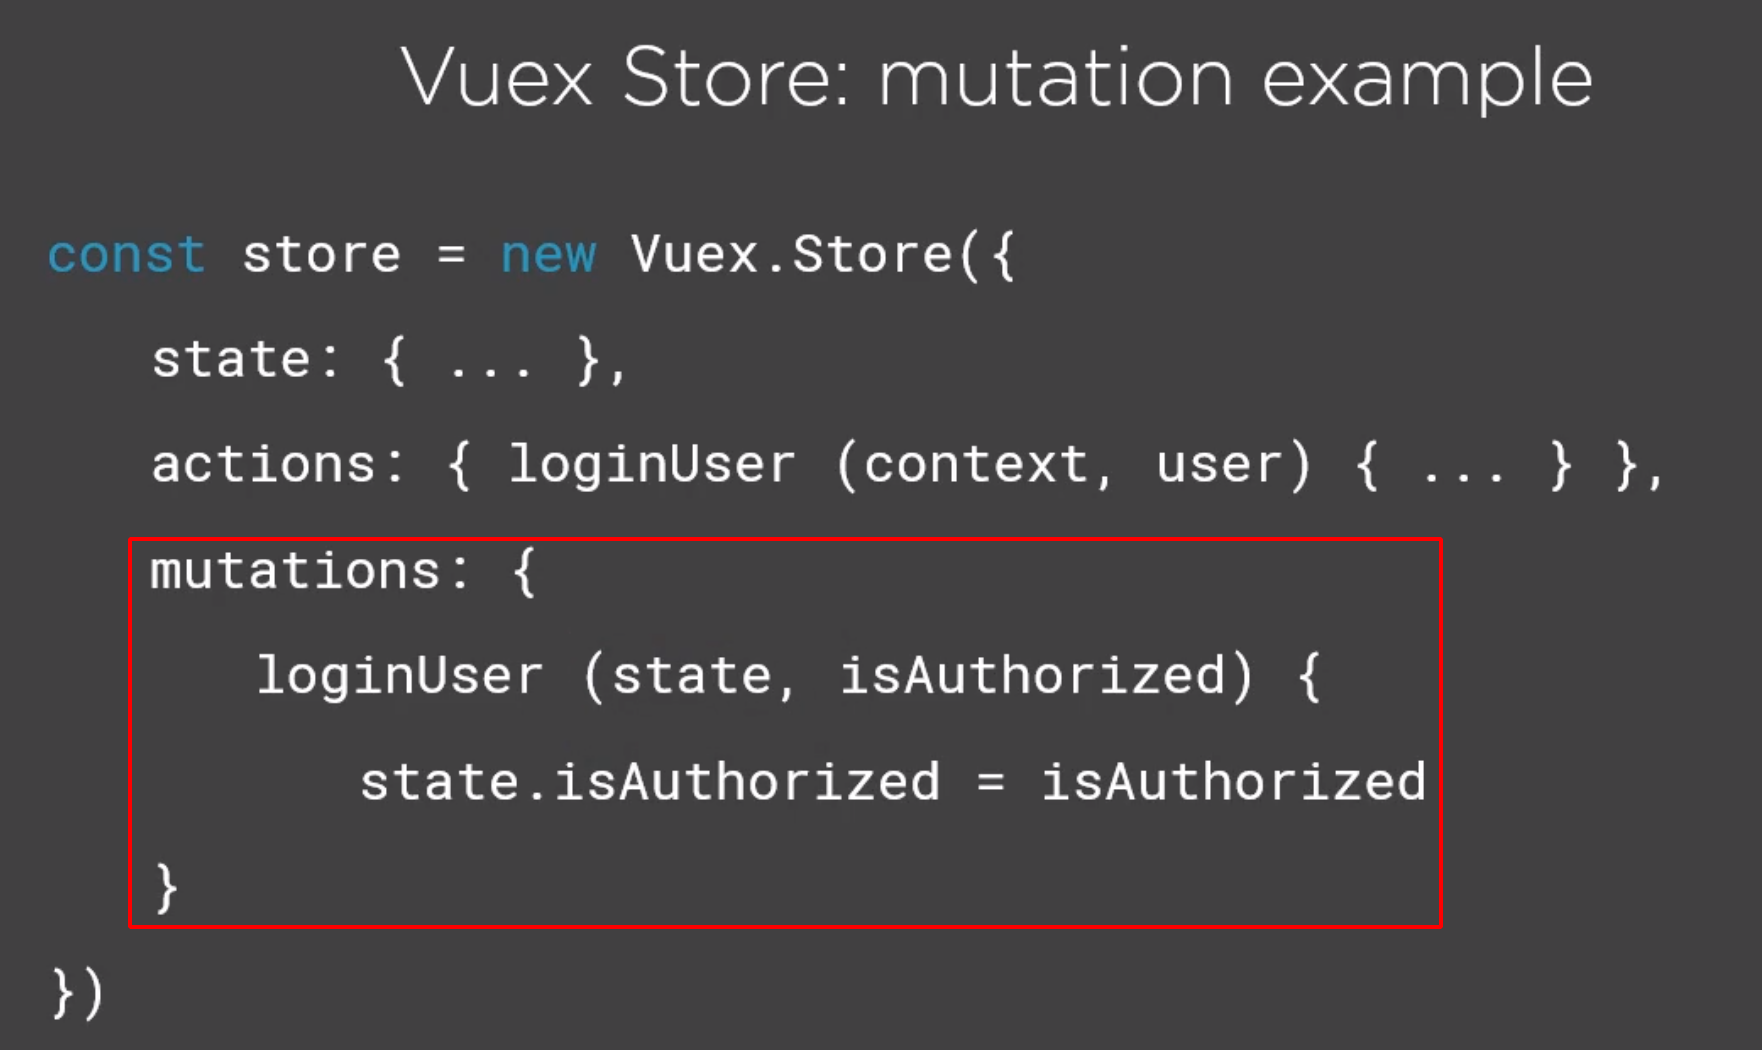 Vuex Store: mutation example
const store = new Vuex.Store({
state: { ... },
actions: { loginUser (context, user) { ... } },
mutations: {
loginUser (state, isAuthorized) {
state.isAuthorized = isAuthorized
}
})